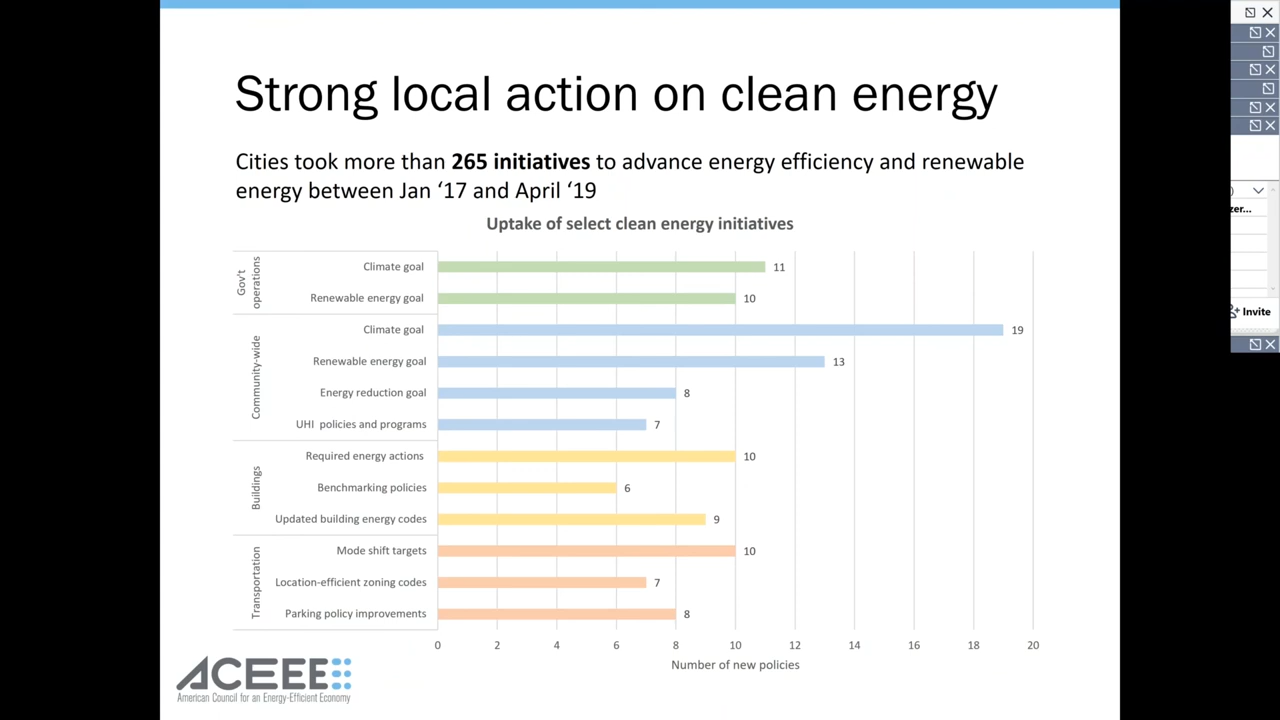 Strong local action on clean energy
Cities took more than 265 initiatives to advance energy efficiency and renewable
energy between Jan ‘17 and April ‘19
Uptake of select clean energy initiatives
Gov't
operations
Climate goal
11
Renewable energy goal
10
Community-wide
Climate goal
19
Renewable energy goal
13
Energy reduction goal
8
UHI policies and programs
7
Buildings
Required energy actions
10
Benchmarking policies
6
Updated building energy codes
9
Transportation
Mode shift targets
10
Location-efficient zoning codes
7
Parking policy improvements
8
0 2 4 6 8 10 12 14 16 18 20
Number of new policies
ACEEE
American Council for an Energy-Efficient Economy
)
zer...
Invite